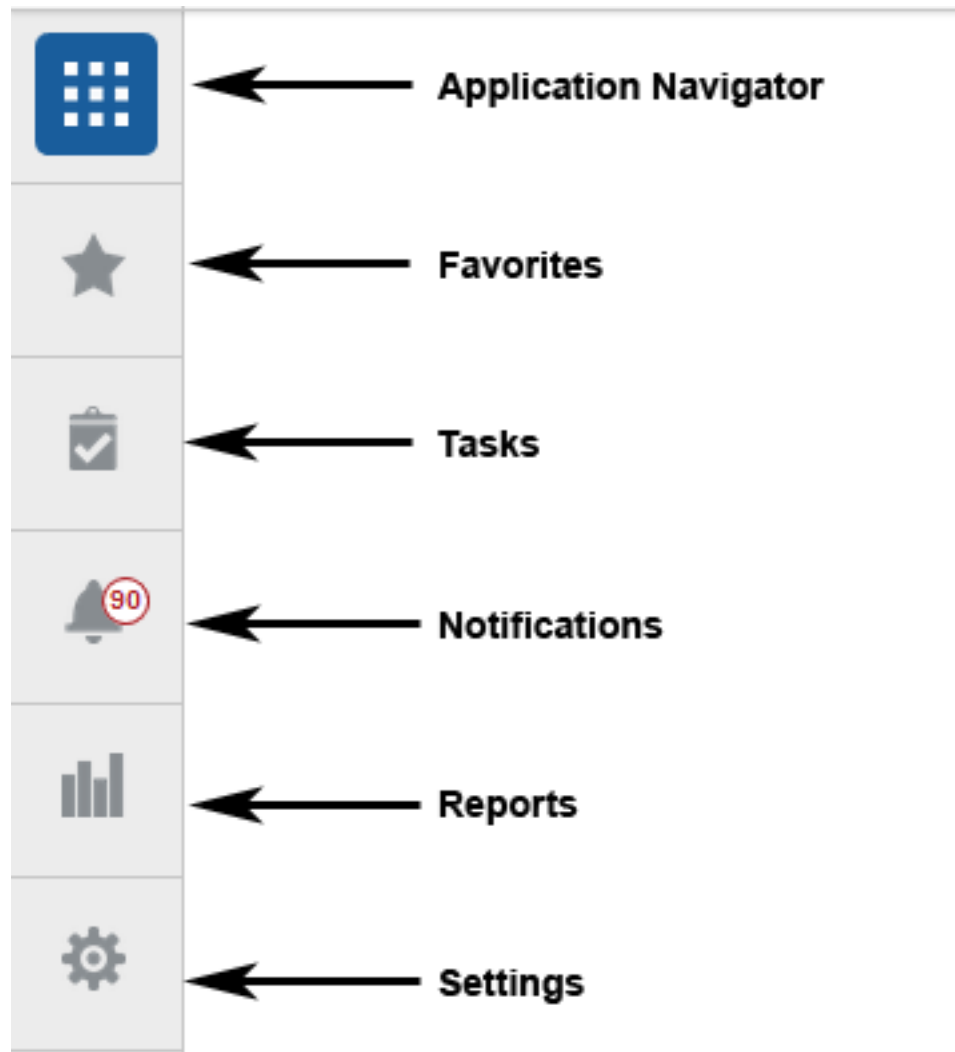 Application Navigator
Favorites
Tasks
90
Notifications
Reports
Settings